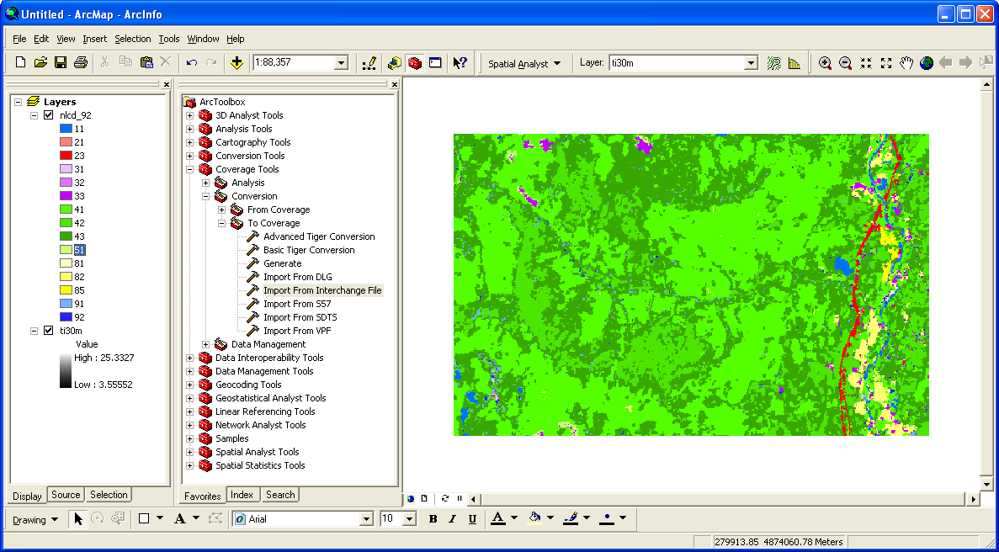 Untitled - ArcMap - ArcInfo
File Edit View Insert Selection Tools Window Help
1:88,357
Spatial Analyst
Layer: ti30m
Layers
nlcd_92
11
21
23
31
32
33
41
42
43
51
81
82
85
91
92
ti30m
Value
High : 25.3327
Low : 3.55552
Display Source Selection
ArcToolbox
3D Analyst Tools
Analysis Tools
Cartography Tools
Conversion Tools
Coverage Tools
Analysis
Conversion
From Coverage
To Coverage
Advanced Tiger Conversion
Basic Tiger Conversion
Generate
Import From DLG
Import From Interchange File
Import From S57
Import From SDTS
Import From VPF
Data Management
Data Interoperability Tools
Data Management Tools
Geocoding Tools
Geostatistical Analyst Tools
Linear Referencing Tools
Network Analyst Tools
Samples
Spatial Analyst Tools
Spatial Statistics Tools
Favorites Index Search
Drawing A Arial 10 B I U A
279913.85 4874060.78 Meters